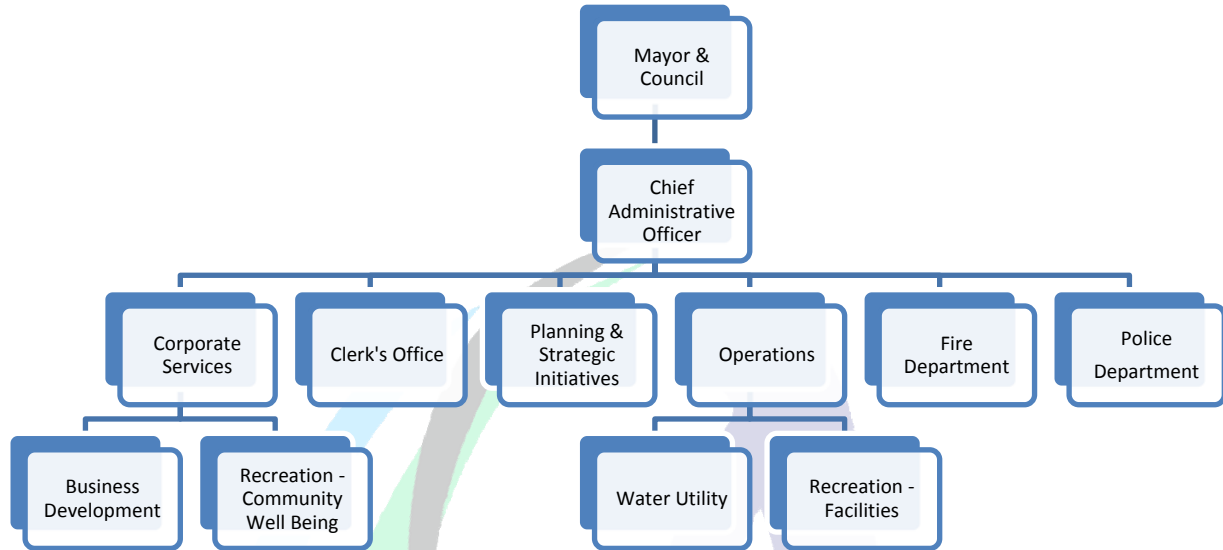 Mayor &
Council
Chief
Administrative
Officer
Corporate
Services
Clerk's Office
Planning &
Strategic
Initiatives
Operations
Fire
Department
Police
Department
Business
Development
Recreation -
Community
Well Being
Water Utility
Recreation -
Facilities